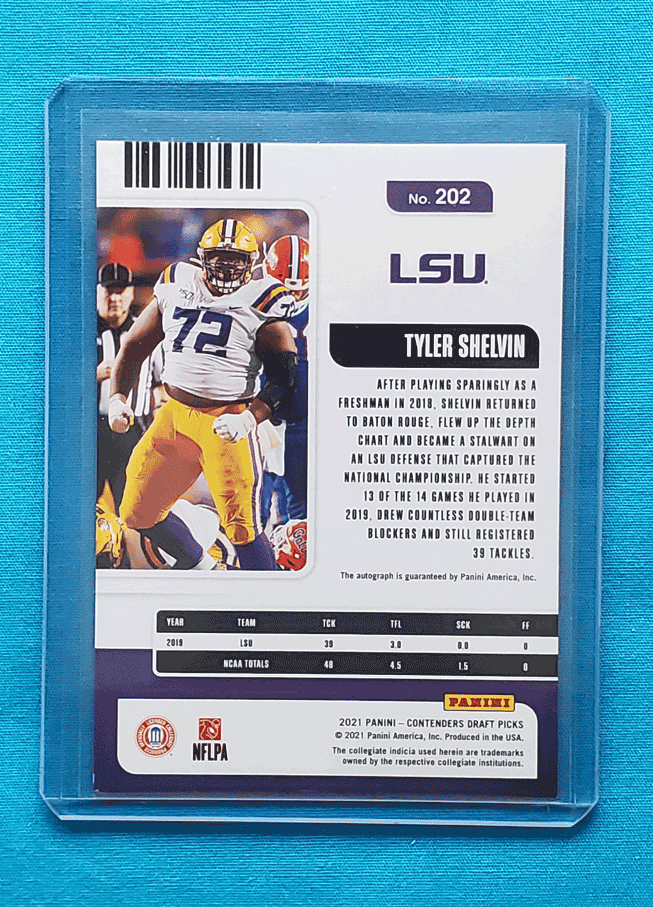 No. 202
LSU
TYLER SHELVIN
72
AFTER PLAYING SPARINGLY AS A
FRESHMAN IN 2018, SHELVIN RETURNED
TO BATON ROUGE, FLEW UP THE DEPTH
CHART AND BECAME A STALWART ON
AN LSU DEFENSE THAT CAPTURED THE
NATIONAL CHAMPIONSHIP. HE STARTED
13 OF THE 14 GAMES HE PLAYED IN
2019, DREW COUNTLESS DOUBLE-TEAM
BLOCKERS AND STILL REGISTERED
39 TACKLES.
The autograph is guaranteed by Panini America, Inc.
YEAR TEAM TCK TFL SCK FF
2019 LSU 39 3.0 0.0 0
NCAA TOTALS 48 4.5 1.5 0
PANINI
2021 PANINI – CONTENDERS DRAFT PICKS
© 2021 Panini America, Inc. Produced in the USA.
The collegiate indicia used herein are trademarks
owned by the respective collegiate institutions.
NFLPA